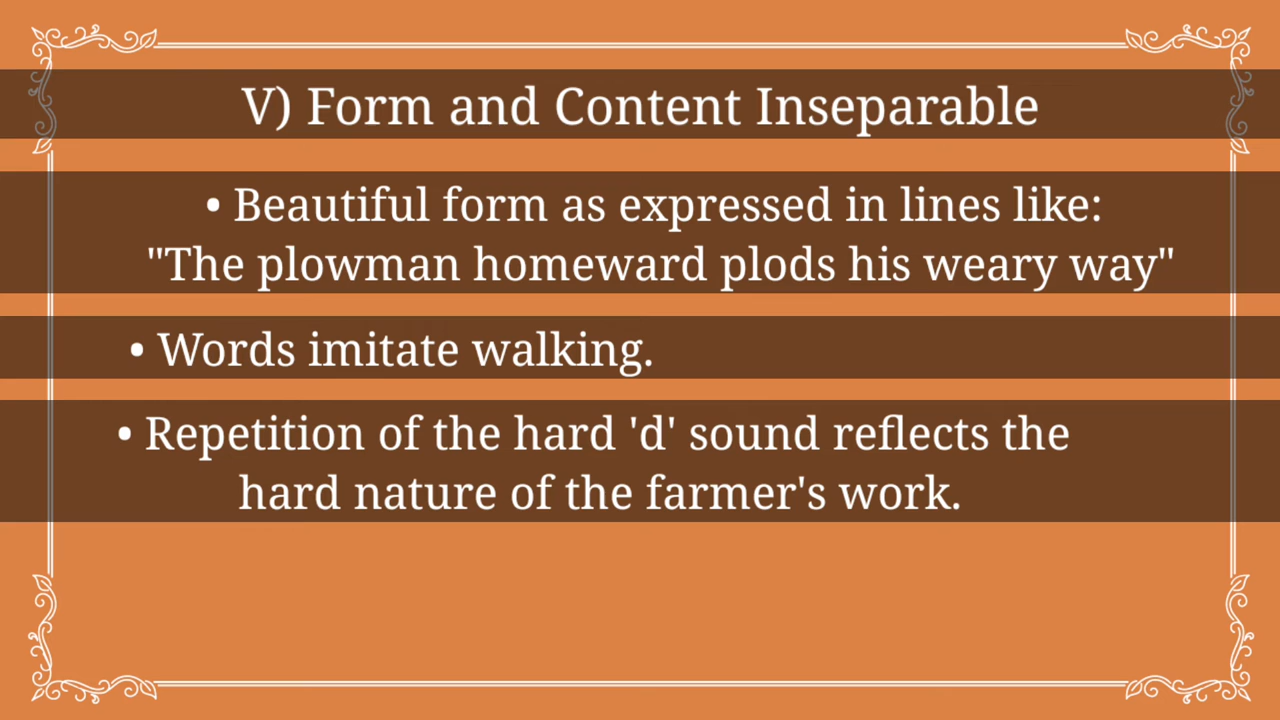 V) Form and Content Inseparable
• Beautiful form as expressed in lines like:
"The plowman homeward plods his weary way"
• Words imitate walking.
• Repetition of the hard 'd' sound reflects the
hard nature of the farmer's work.